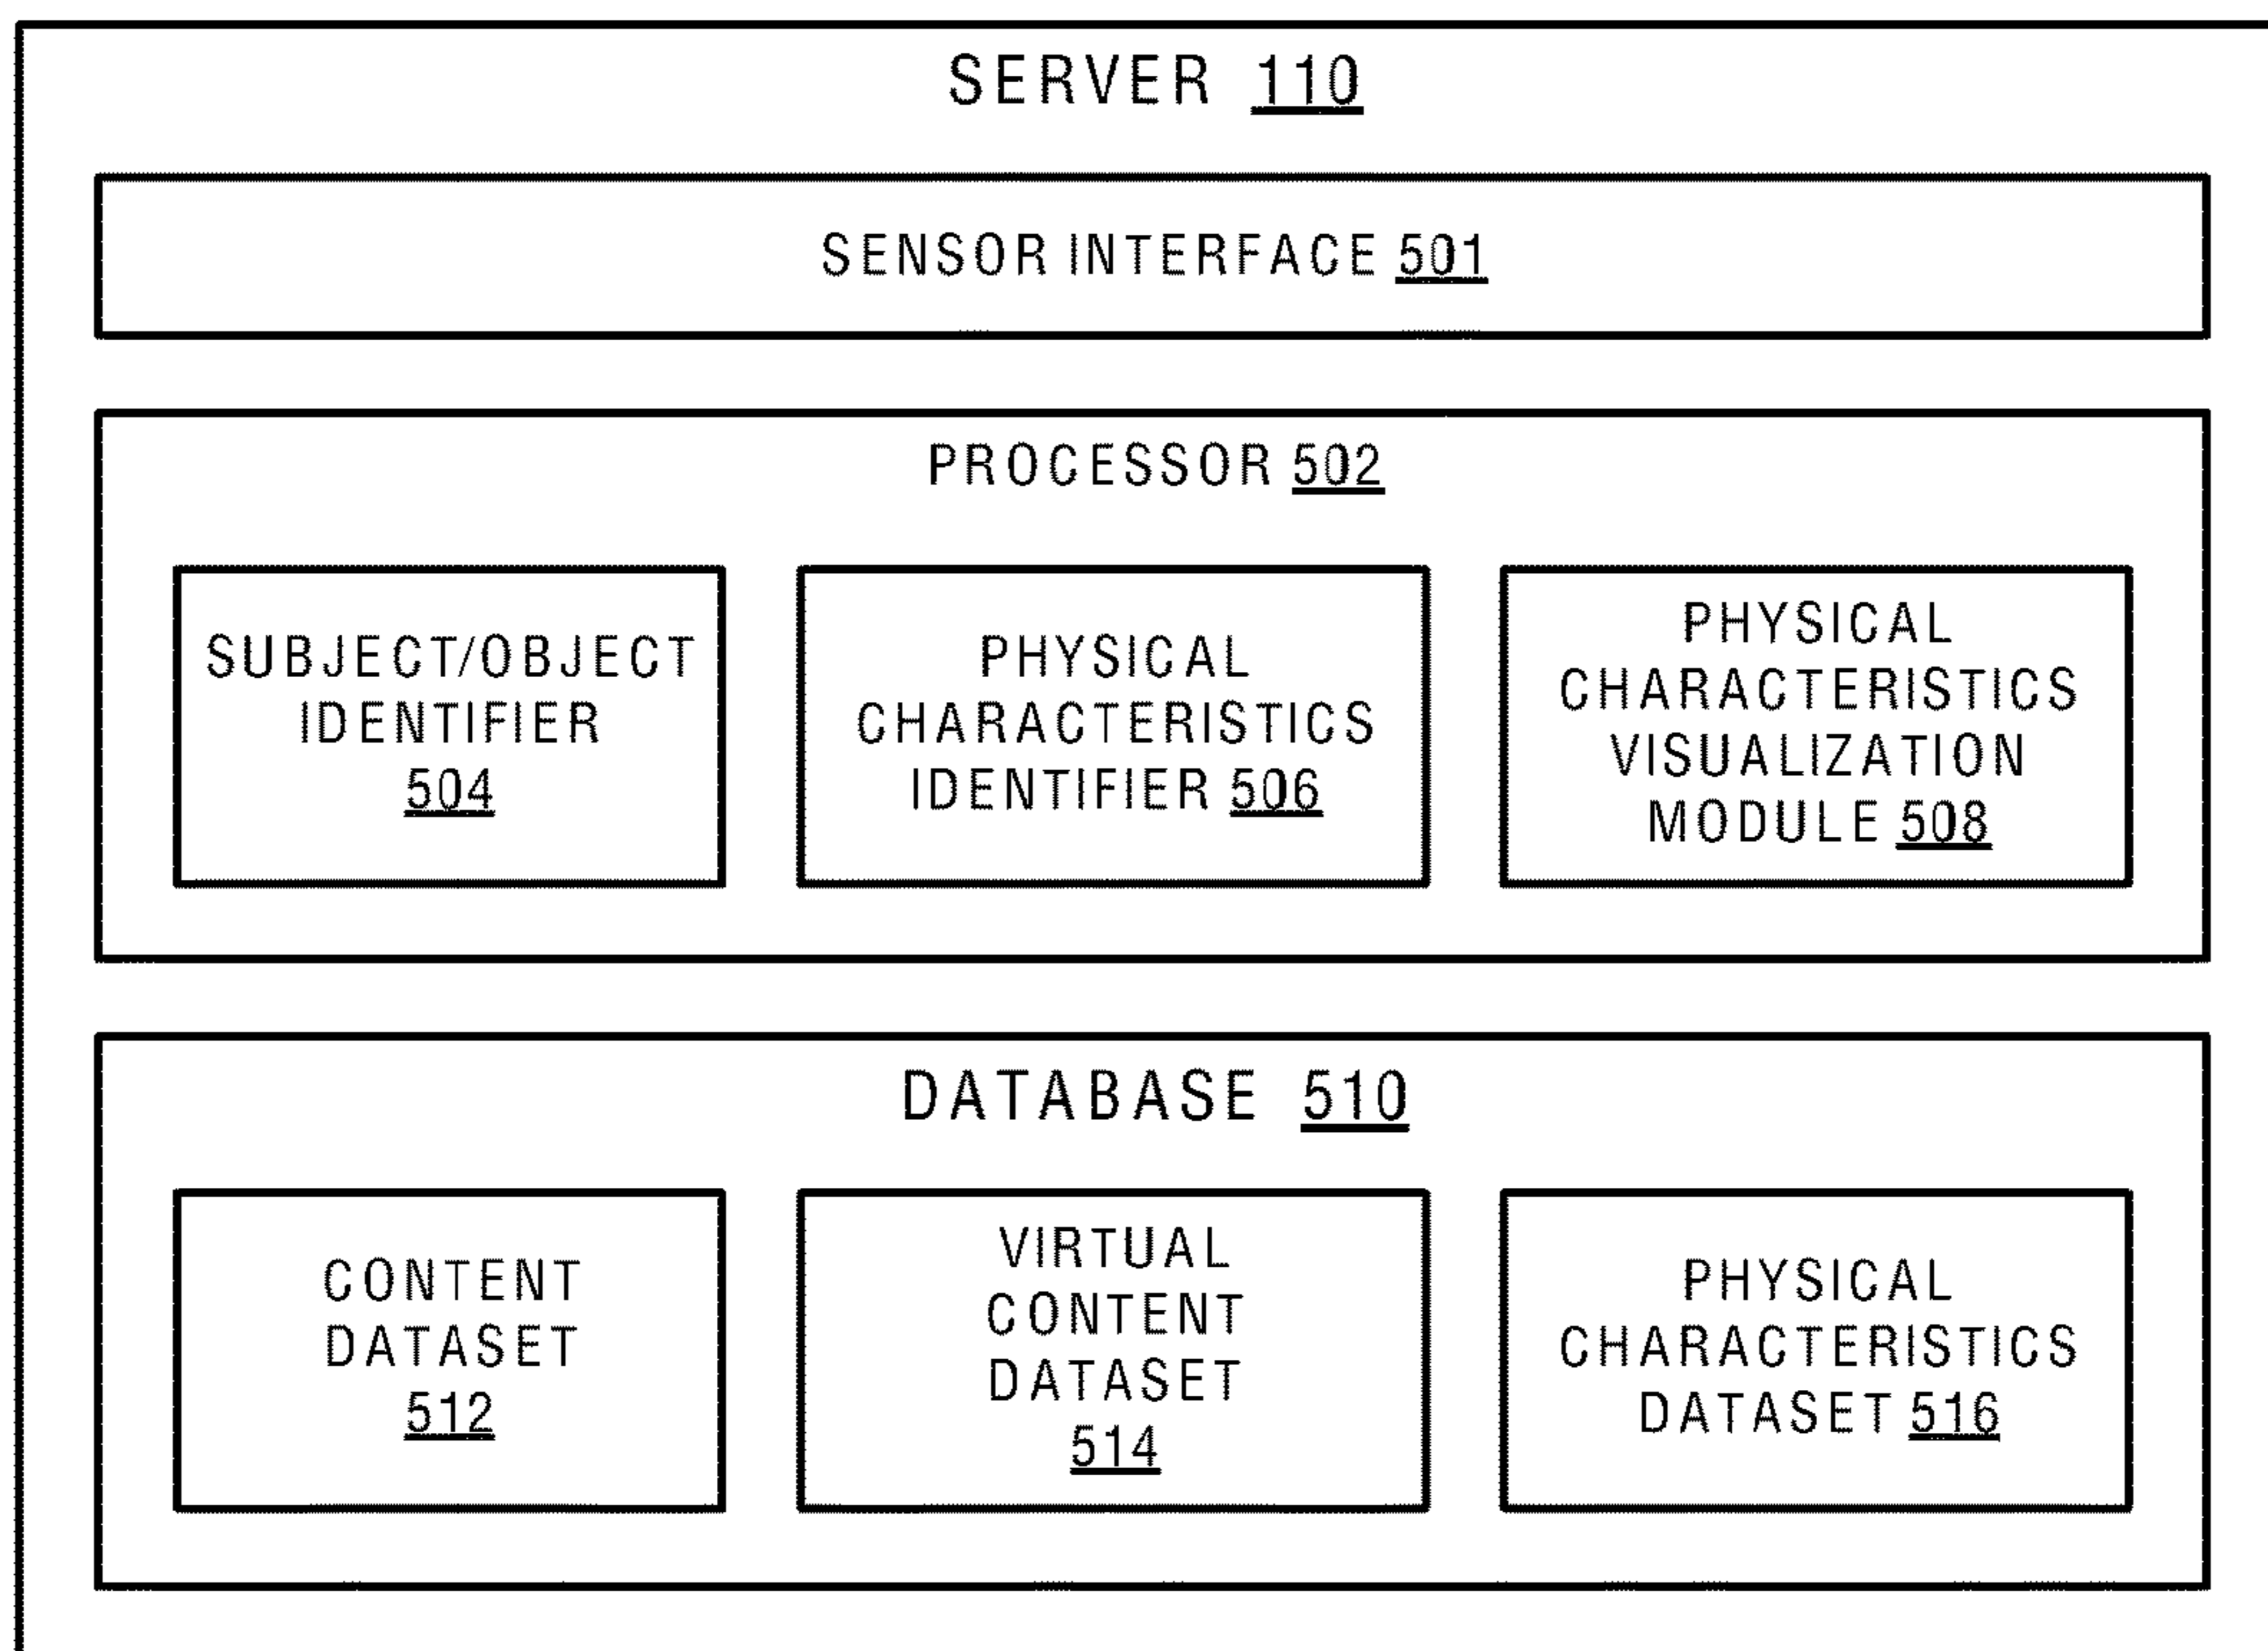 SERVER 110
SENSOR INTERFACE 501
PROCESSOR 502
SUBJECT/OBJECT
IDENTIFIER
504
PHYSICAL
CHARACTERISTICS
IDENTIFIER 506
PHYSICAL
CHARACTERISTICS
VISUALIZATION
MODULE 508
DATABASE 510
CONTENT
DATASET
512
VIRTUAL
CONTENT
DATASET
514
PHYSICAL
CHARACTERISTICS
DATASET 516